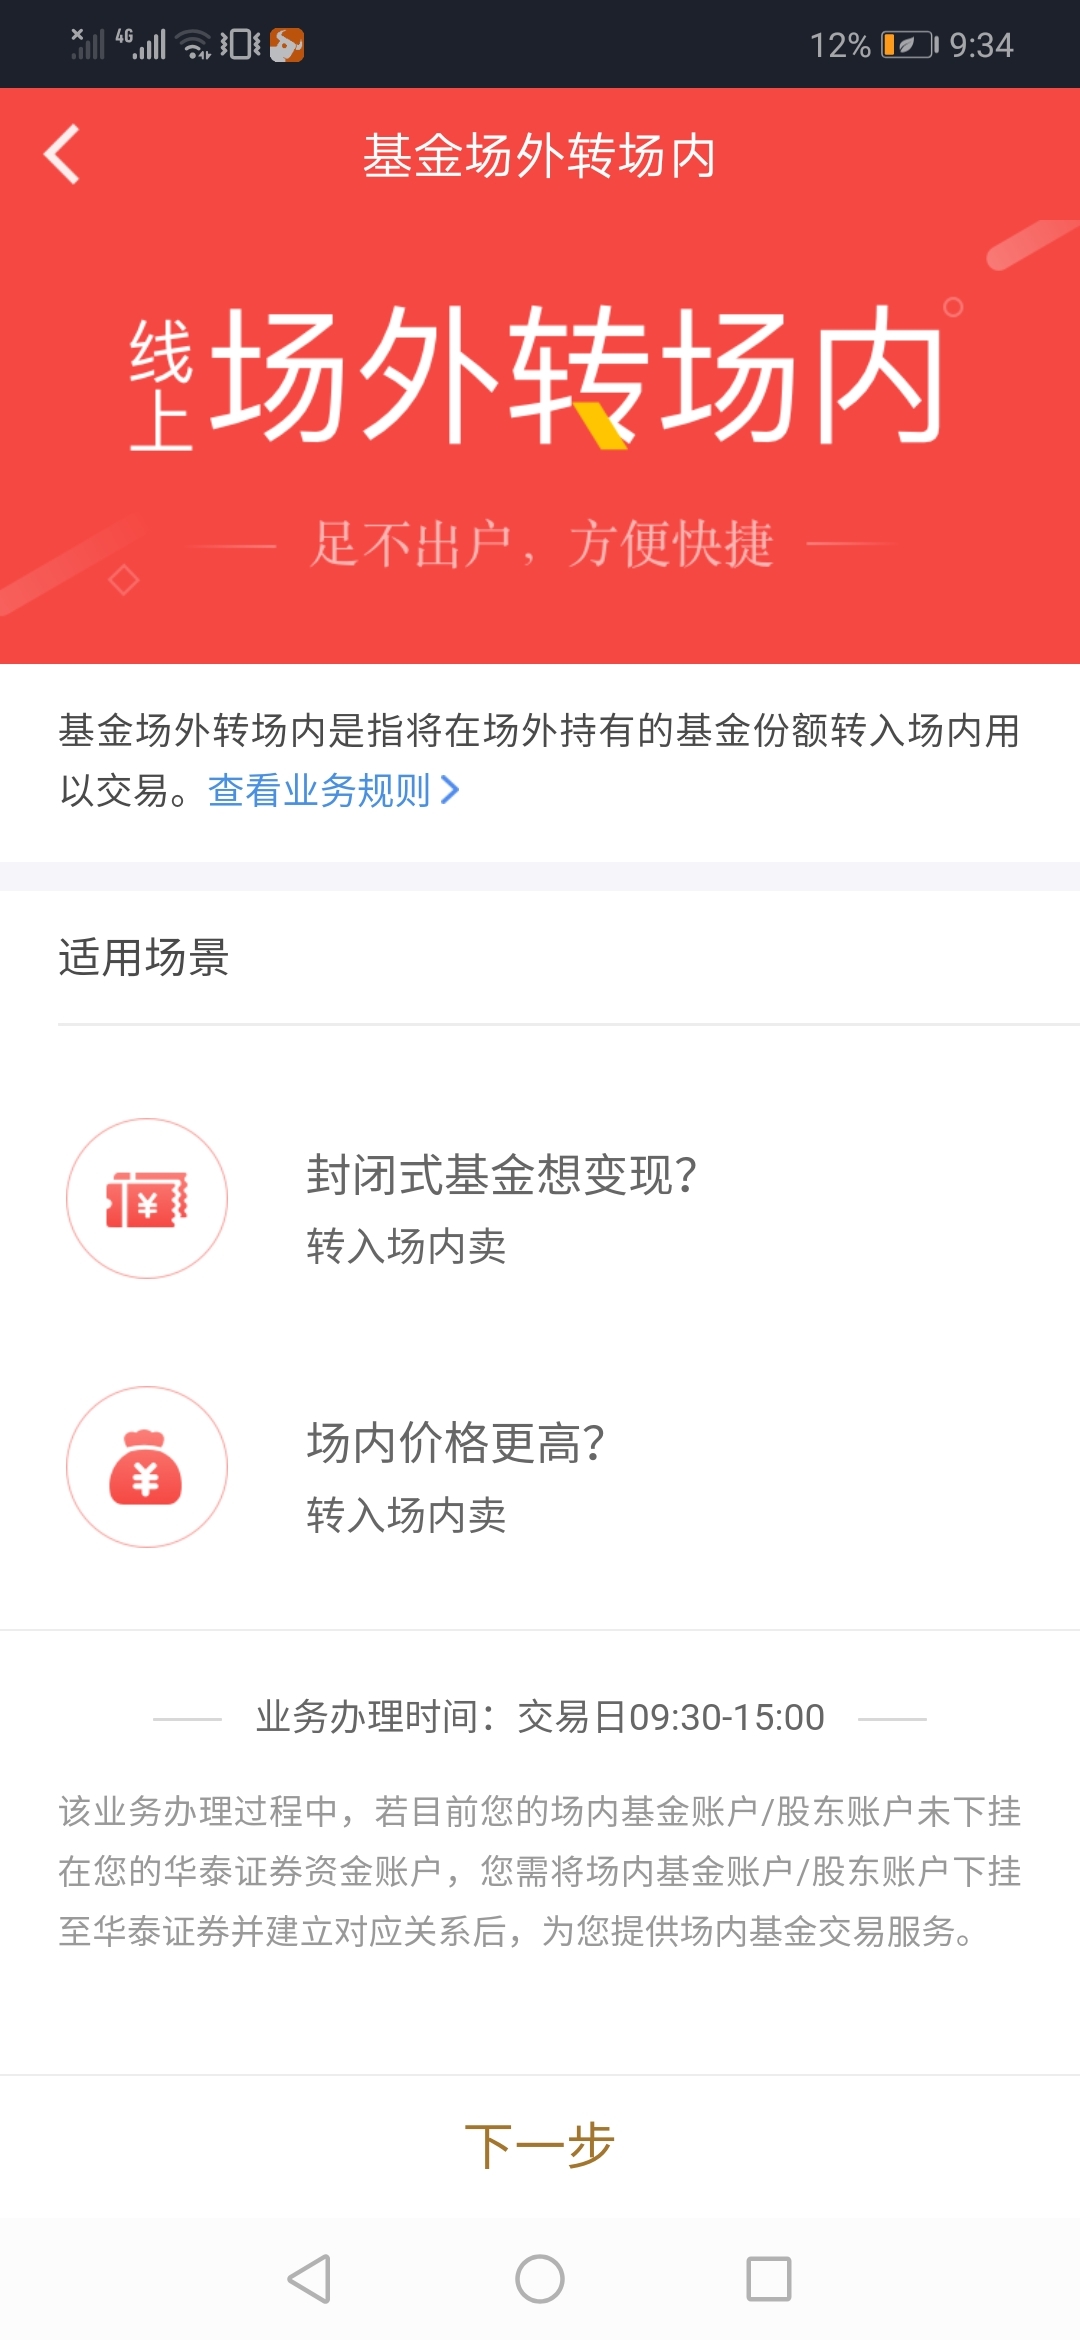 4G 12% 9:34
基金场外转场内
线上场外转场内
足不出户，方便快捷
基金场外转场内是指将在场外持有的基金份额转入场内用
以交易。查看业务规则
适用场景
封闭式基金想变现？
转入场内卖
场内价格更高？
转入场内卖
业务办理时间：交易日09:30-15:00
该业务办理过程中，若目前您的场内基金账户/股东账户未下挂
在您的华泰证券资金账户，您需将场内基金账户/股东账户下挂
至华泰证券并建立对应关系后，为您提供场内基金交易服务。
下一步